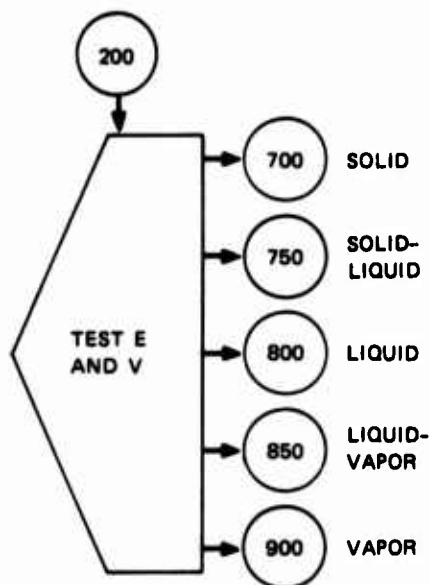 200
700 SOLID
750 SOLID-
LIQUID
TEST E
AND V
800 LIQUID
850 LIQUID-
VAPOR
900 VAPOR